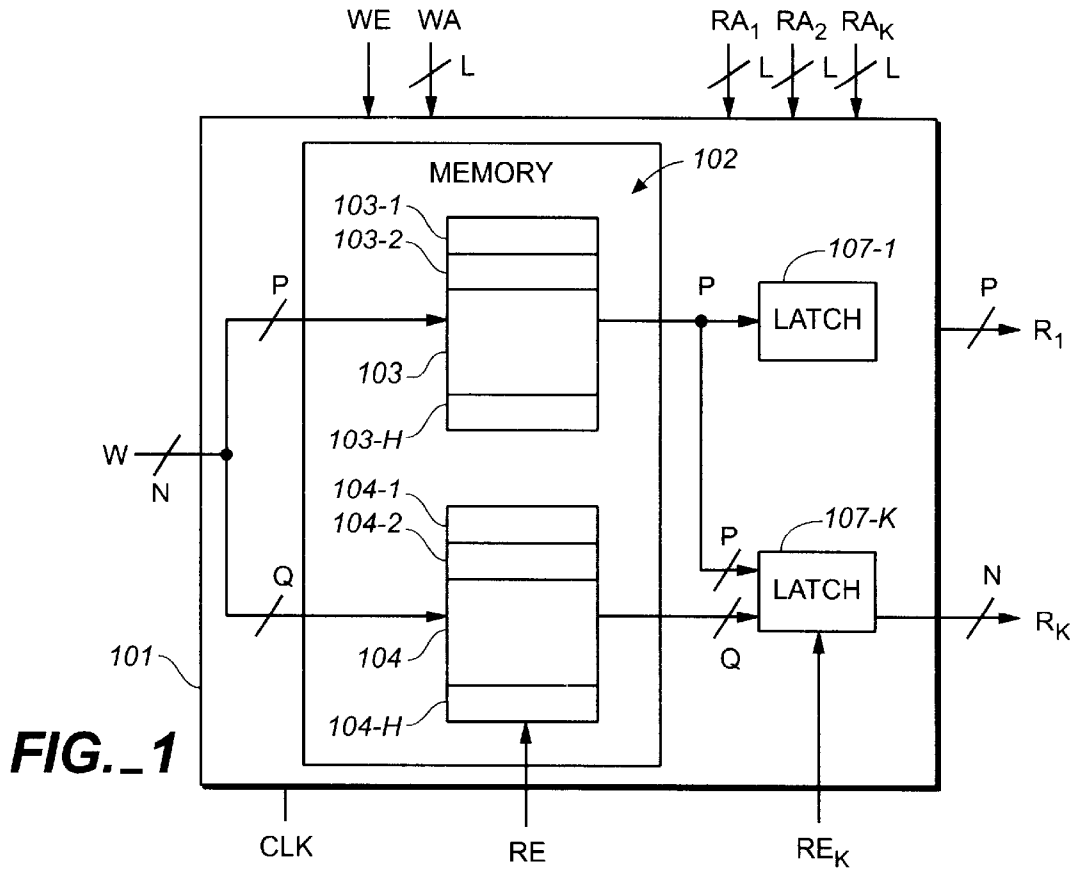 WE WA RA1 RA2 RAK
L L L L
MEMORY
102
103-1
103-2
107-1
P P P
LATCH
R1
103
103-H
W
N
104-1
104-2
107-K
P
Q LATCH N
RK
101
104
Q
104-H
FIG._1
CLK RE REK